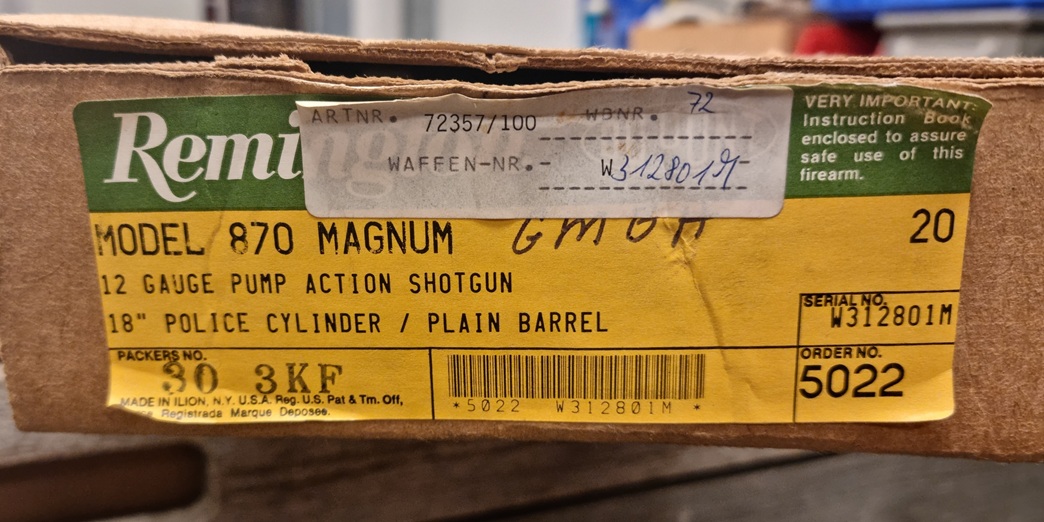 Remi
ARTNR. 72357/100 WBNR. 72
WAFFEN-NR.- W312801M
VERY IMPORTANT:
Instruction Book
enclosed to assure
safe use of this
firearm.
MODEL 870 MAGNUM GMBH 20
12 GAUGE PUMP ACTION SHOTGUN
18" POLICE CYLINDER / PLAIN BARREL
SERIAL NO.
W312801M
PACKERS NO.
30 3KF
MADE IN ILION, N.Y. U.S.A. Reg. U.S. Pat & Tm. Off,
Registrada Marque Deposee.
*5022 W312801M *
ORDER NO.
5022